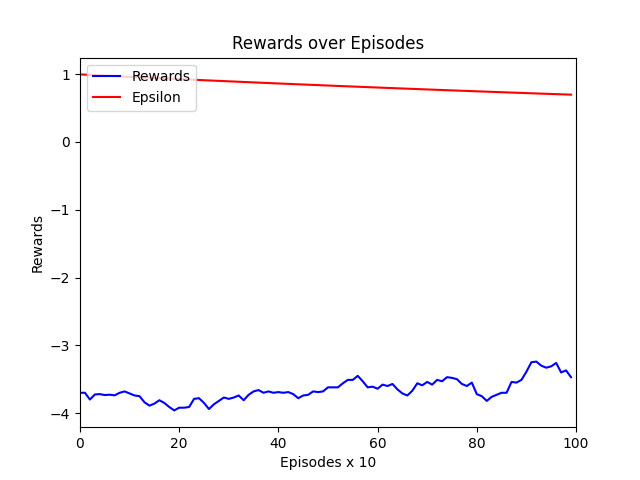 Rewards over Episodes
Rewards
Epsilon
1
0
−1
−2
−3
−4
Rewards
0
20
40
60
80
100
Episodes x 10